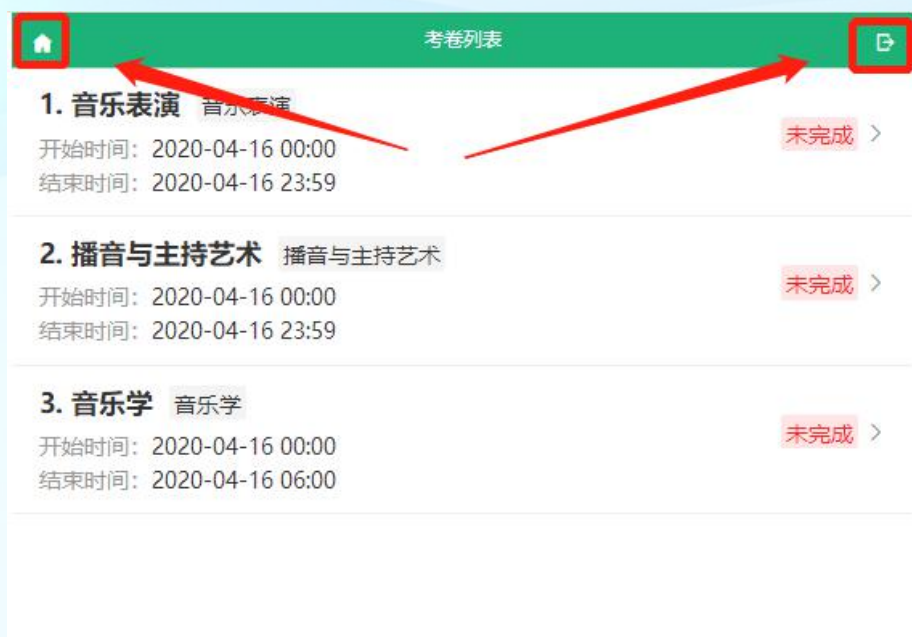 考卷列表
1. 音乐表演 音乐表演
未完成
开始时间：2020-04-16 00:00
结束时间：2020-04-16 23:59
2. 播音与主持艺术 播音与主持艺术
未完成
开始时间：2020-04-16 00:00
结束时间：2020-04-16 23:59
3. 音乐学 音乐学
未完成
开始时间：2020-04-16 00:00
结束时间：2020-04-16 06:00